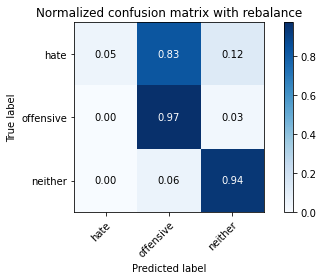 Normalized confusion matrix with rebalance
hate 0.05 0.83 0.12
offensive 0.00 0.97 0.03
neither 0.00 0.06 0.94
True label
hate offensive neither
Predicted label
0.8
0.6
0.4
0.2
0.0